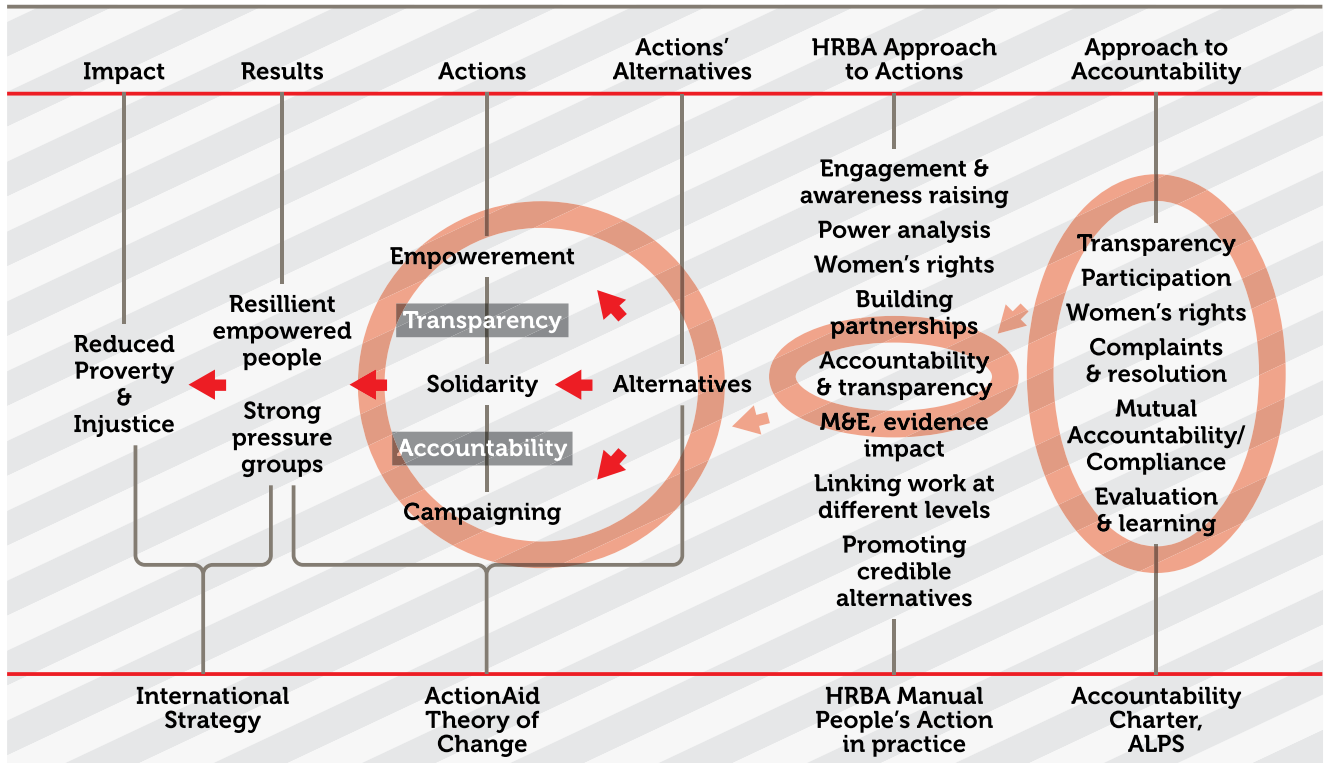 Impact
Results
Actions
Actions’
Alternatives
HRBA Approach
to Actions
Approach to
Accountability
Reduced
Proverty
&
Injustice
Resillient
empowered
people
Strong
pressure
groups
Empowerement
Transparency
Solidarity
Accountability
Campaigning
Alternatives
Engagement &
awareness raising
Power analysis
Women’s rights
Building
partnerships
Accountability
& transparency
M&E, evidence
impact
Linking work at
different levels
Promoting
credible
alternatives
Transparency
Participation
Women’s rights
Complaints
& resolution
Mutual
Accountability/
Compliance
Evaluation
& learning
International
Strategy
ActionAid
Theory of
Change
HRBA Manual
People’s Action
in practice
Accountability
Charter,
ALPS